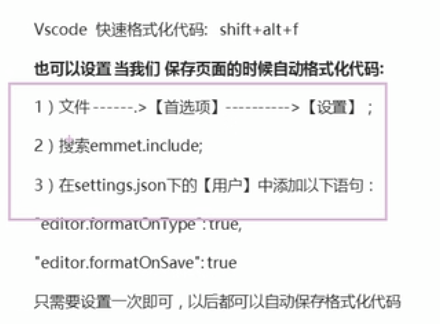 Vscode 快速格式化代码: shift+alt+f
也可以设置 当我们 保存页面的时候自动格式化代码:
1）文件 ------.>【首选项】---------->【设置】；
2）搜索emmet.include;
3）在settings.json下的【用户】中添加以下语句：
"editor.formatOnType": true,
"editor.formatOnSave": true
只需要设置一次即可，以后都可以自动保存格式化代码